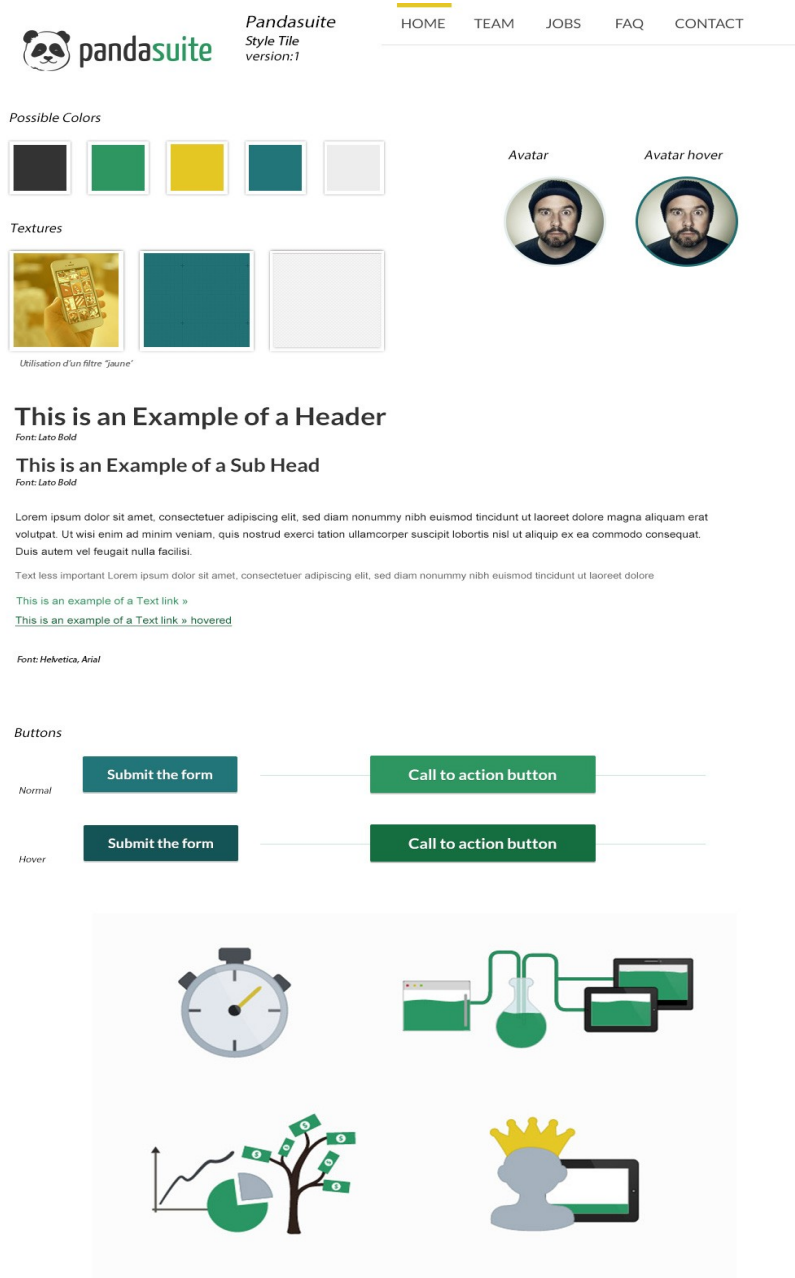 pandasuite
Pandasuite
Style Tile
version:1
HOME TEAM JOBS FAQ CONTACT
Possible Colors
Avatar Avatar hover
Textures
Utilisation d'un filtre "jaune'
This is an Example of a Header
Font: Lato Bold
This is an Example of a Sub Head
Font: Lato Bold
Lorem ipsum dolor sit amet, consectetuer adipiscing elit, sed diam nonummy nibh euismod tincidunt ut laoreet dolore magna aliquam erat
volutpat. Ut wisi enim ad minim veniam, quis nostrud exerci tation ullamcorper suscipit lobortis nisl ut aliquip ex ea commodo consequat.
Duis autem vel feugait nulla facilisi.
Text less important Lorem ipsum dolor sit amet, consectetuer adipiscing elit, sed diam nonummy nibh euismod tincidunt ut laoreet dolore
This is an example of a Text link »
This is an example of a Text link » hovered
Font: Helvetica, Arial
Buttons
Normal
Submit the form
Call to action button
Hover
Submit the form
Call to action button
$
$
$
$
$